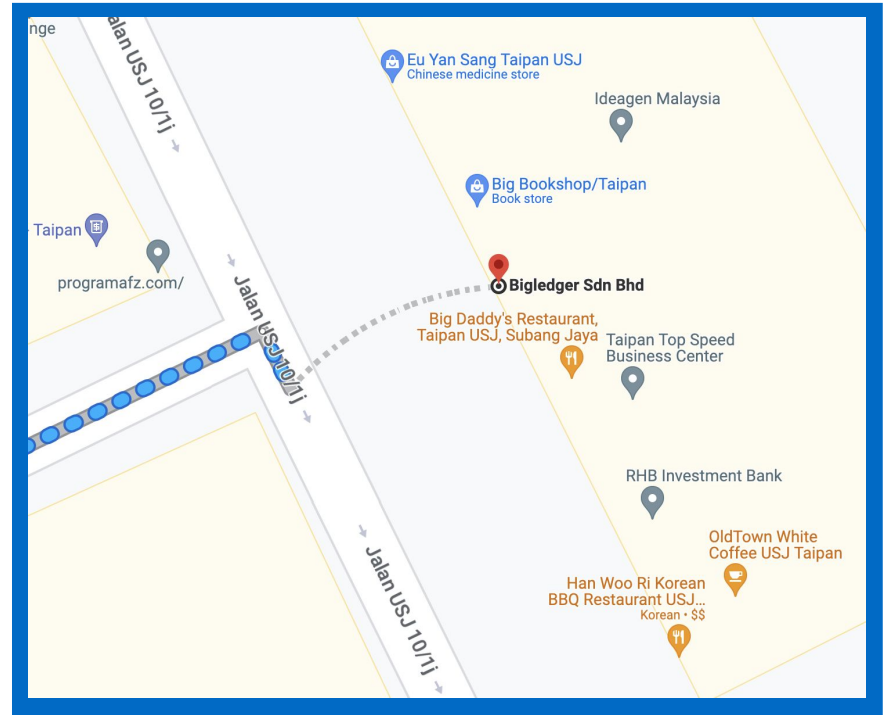 nge
Jalan USJ 10/1j
Eu Yan Sang Taipan USJ
Chinese medicine store
Ideagen Malaysia
Big Bookshop/Taipan
Book store
Taipan
programafz.com/
Jalan USJ 10/1j
Bigledger Sdn Bhd
Big Daddy's Restaurant,
Taipan USJ, Subang Jaya
Taipan Top Speed
Business Center
RHB Investment Bank
OldTown White
Coffee USJ Taipan
Han Woo Ri Korean
BBQ Restaurant USJ...
Korean • $$
Jalan USJ 10/1j